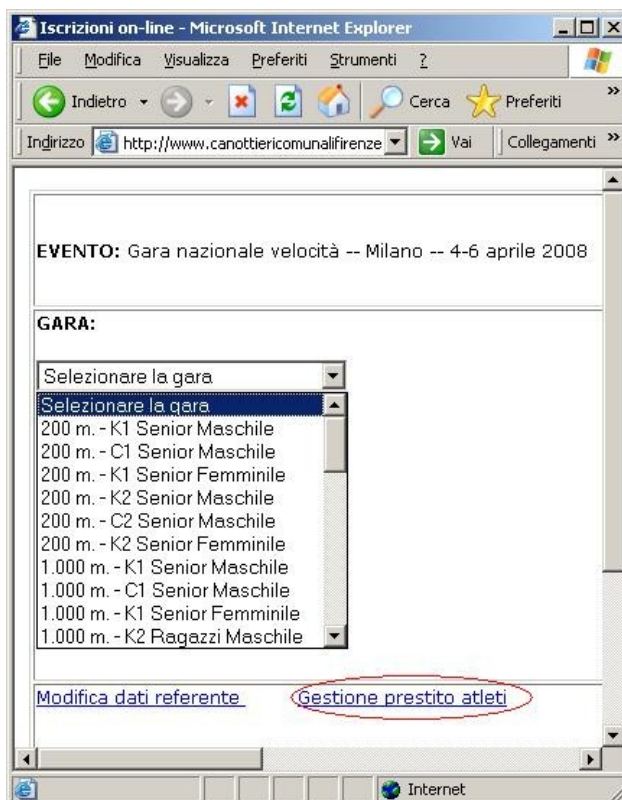 Iscrizioni on-line - Microsoft Internet Explorer
File Modifica Visualizza Preferiti Strumenti ?
Indietro Cerca Preferiti »
Indirizzo http://www.canottiericomunalifirenze Vai Collegamenti »
EVENTO: Gara nazionale velocità -- Milano -- 4-6 aprile 2008
GARA:
Selezionare la gara
Selezionare la gara
200 m. - K1 Senior Maschile
200 m. - C1 Senior Maschile
200 m. - K1 Senior Femminile
200 m. - K2 Senior Maschile
200 m. - C2 Senior Maschile
200 m. - K2 Senior Femminile
1.000 m. - K1 Senior Maschile
1.000 m. - C1 Senior Maschile
1.000 m. - K1 Senior Femminile
1.000 m. - K2 Ragazzi Maschile
Modifica dati referente Gestione prestito atleti
Internet